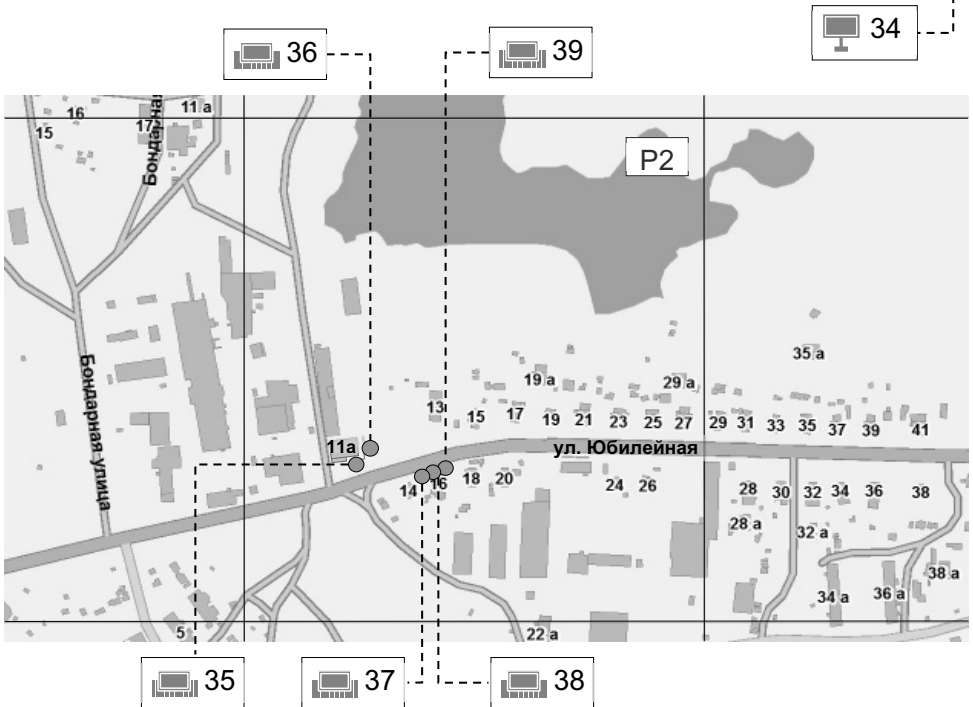 34
36
39
P2
16
15
17
11 а
Бондарная
Бондарная улица
35 а
19 а
29 а
13
15
17
19
21
23
25
27
29
31
33
35
37
39
41
11а
ул. Юбилейная
14
16
18
20
24
26
28
30
32
34
36
38
28 а
32 а
38 а
34 а
36 а
5
22 а
35
37
38